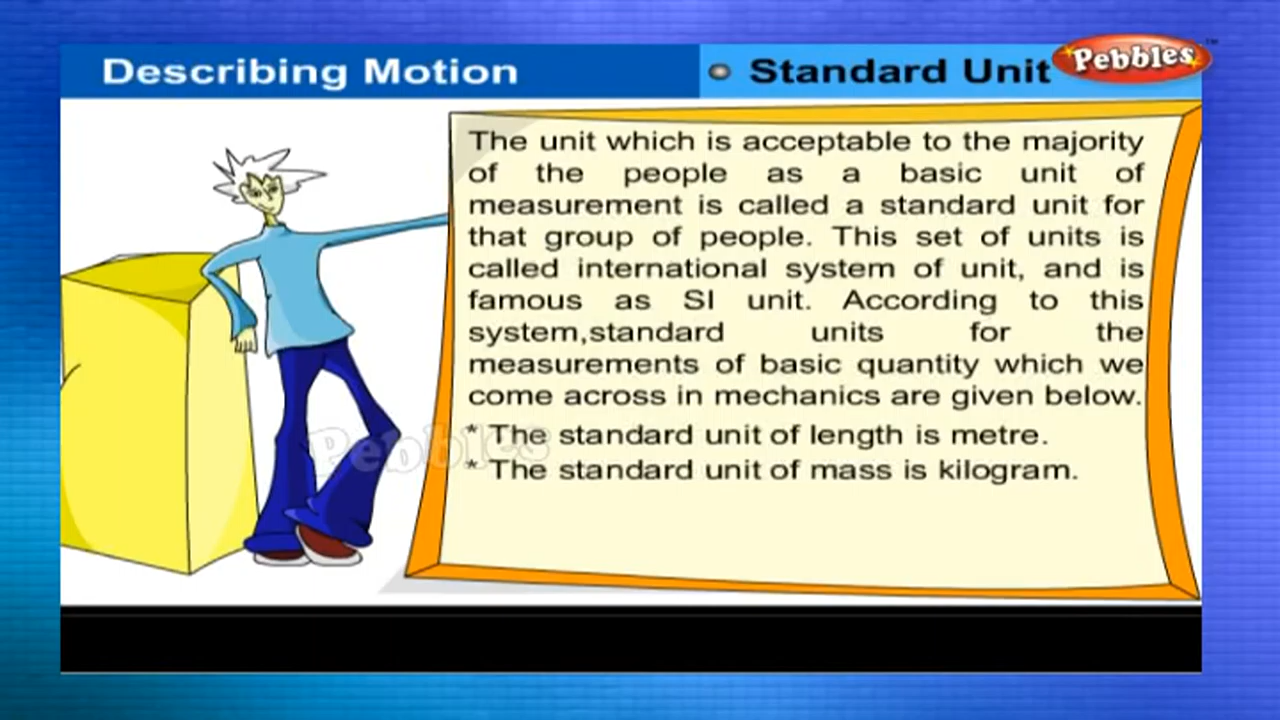 Describing Motion
Standard Unit
Pebbles™
The unit which is acceptable to the majority
of the people as a basic unit of
measurement is called a standard unit for
that group of people. This set of units is
called international system of unit, and is
famous as SI unit. According to this
system,standard units for the
measurements of basic quantity which we
come across in mechanics are given below.
* The standard unit of length is metre.
* The standard unit of mass is kilogram.
Pebbles